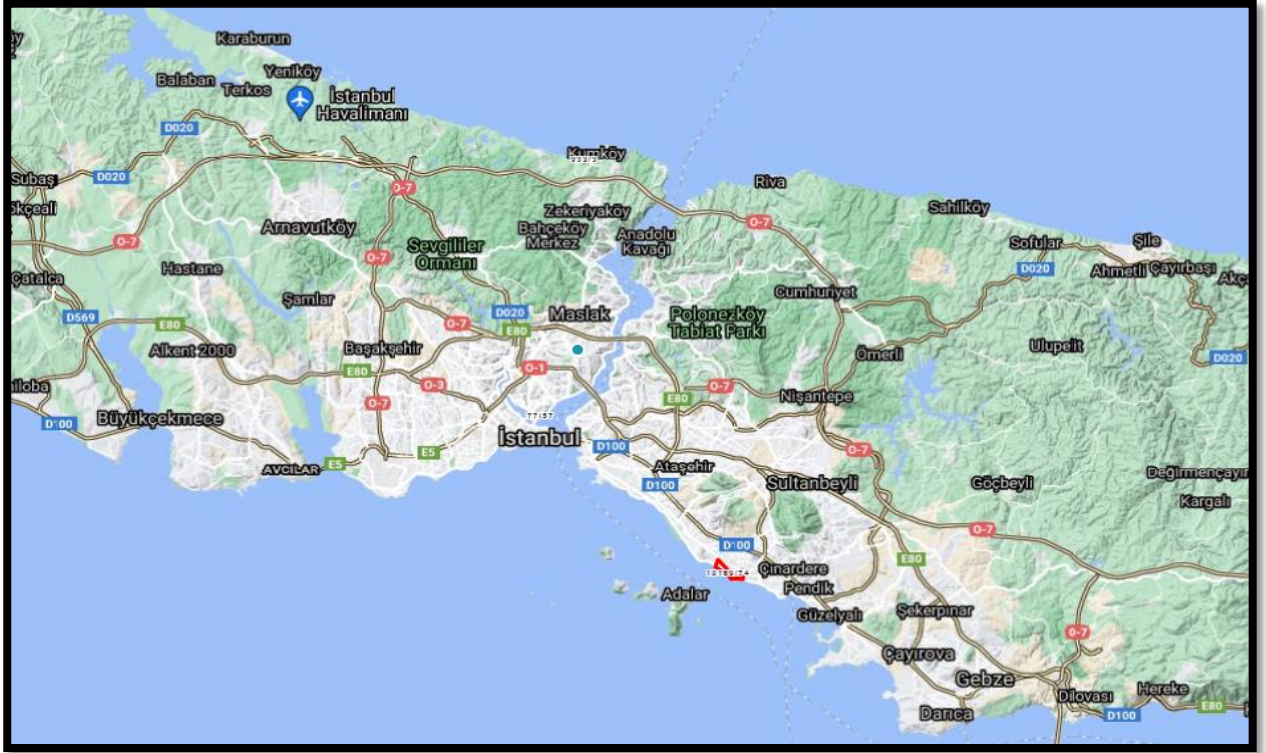 Karaburun
Yeniköy
Balaban
Terkos
İstanbul
Havalimanı
D020
Kumköy
Subaş
D020
O-7
Riva
Sahilköy
Zekeriyaköy
Bahçeköy
Merkez
Anadolu
Kavağı
O-7
Arnavutköy
Sevgililer
Ormanı
O-7
O-7
Sofular
Şile
D020
Ahmetli
Çayırbaşı
Hastane
Çatalca
Şamlar
Cumhuriyet
D569
E80
O-7
D020
E80
Maslak
Polonezköy
Tabiat Parkı
Alkent 2000
Başakşehir
Ömerli
Ulupelit
D020
E80
O-3
O-1
O-7
E80
O-7
Nişantepe
Büyükçekmece
D100
77/57
İstanbul
D100
O-7
AVCILAR
E5
E5
Ataşehir
D100
Sultanbeyli
Göçbeyli
Kargalı
O-7
D100
E80
Çınardere
Adalar
Pendik
Güzelyalı
Şekerpınar
O-7
Çayırova
Gebze
Dilovası
Hereke
Darıca
D100
E80